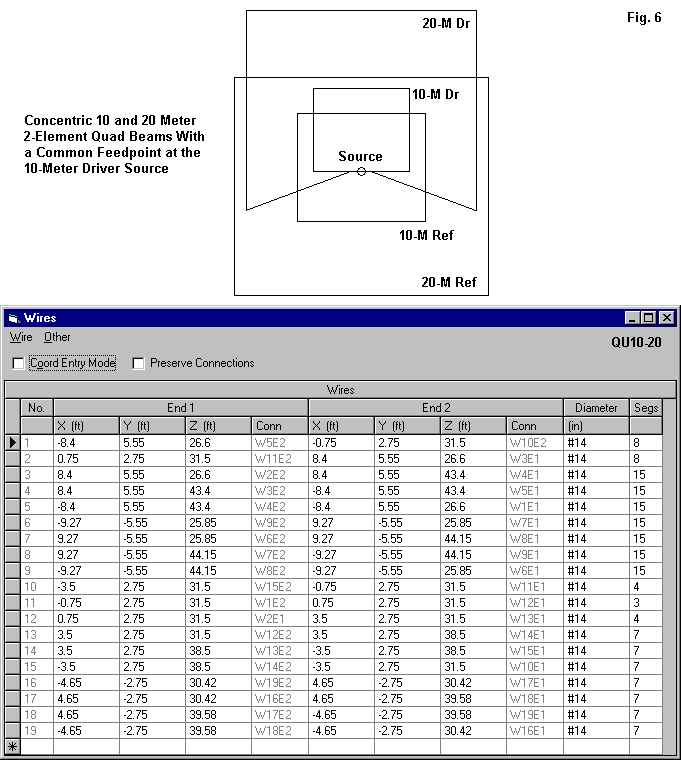 20-M Dr
Fig. 6
10-M Dr
Concentric 10 and 20 Meter
2-Element Quad Beams With
a Common Feedpoint at the
10-Meter Driver Source
Source
10-M Ref
20-M Ref
Wires
Wire Other
QU10-20
Coord Entry Mode Preserve Connections
Wires
No. End 1 End 2 Diameter Segs
X (ft) Y (ft) Z (ft) Conn X (ft) Y (ft) Z (ft) Conn (in)
1 -8.4 5.55 26.6 W5E2 -0.75 2.75 31.5 W10E2 #14 8
2 0.75 2.75 31.5 W11E2 8.4 5.55 26.6 W3E1 #14 8
3 8.4 5.55 26.6 W2E2 8.4 5.55 43.4 W4E1 #14 15
4 8.4 5.55 43.4 W3E2 -8.4 5.55 43.4 W5E1 #14 15
5 -8.4 5.55 43.4 W4E2 -8.4 5.55 26.6 W1E1 #14 15
6 -9.27 -5.55 25.85 W9E2 9.27 -5.55 25.85 W7E1 #14 15
7 9.27 -5.55 25.85 W6E2 9.27 -5.55 44.15 W8E1 #14 15
8 9.27 -5.55 44.15 W7E2 -9.27 -5.55 44.15 W9E1 #14 15
9 -9.27 -5.55 44.15 W8E2 -9.27 -5.55 25.85 W6E1 #14 15
10 -3.5 2.75 31.5 W15E2 -0.75 2.75 31.5 W11E1 #14 4
11 -0.75 2.75 31.5 W1E2 0.75 2.75 31.5 W12E1 #14 3
12 0.75 2.75 31.5 W2E1 3.5 2.75 31.5 W13E1 #14 4
13 3.5 2.75 31.5 W12E2 3.5 2.75 38.5 W14E1 #14 7
14 3.5 2.75 38.5 W13E2 -3.5 2.75 38.5 W15E1 #14 7
15 -3.5 2.75 38.5 W14E2 -3.5 2.75 31.5 W10E1 #14 7
16 -4.65 -2.75 30.42 W19E2 4.65 -2.75 30.42 W17E1 #14 7
17 4.65 -2.75 30.42 W16E2 4.65 -2.75 39.58 W18E1 #14 7
18 4.65 -2.75 39.58 W17E2 -4.65 -2.75 39.58 W19E1 #14 7
19 -4.65 -2.75 39.58 W18E2 -4.65 -2.75 30.42 W16E1 #14 7